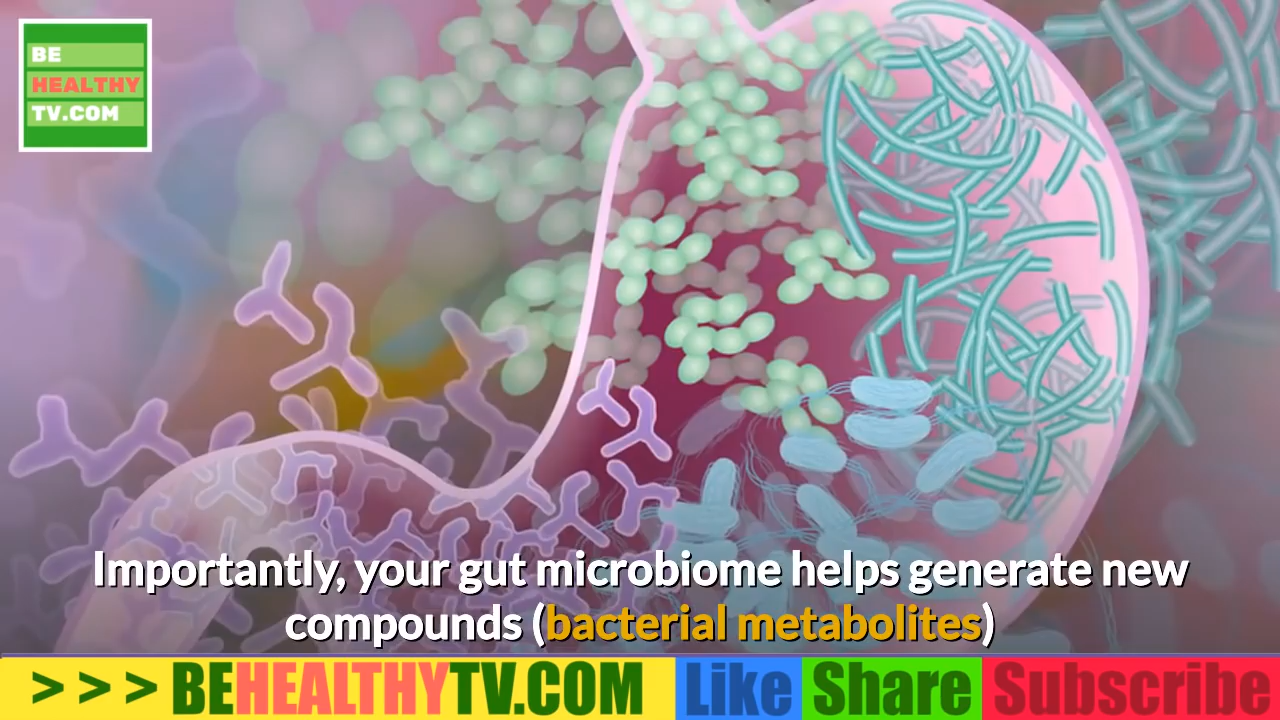 BE
HEALTHY
TV.COM
Importantly, your gut microbiome helps generate new
compounds (bacterial metabolites)
> > > BEHEALTHYTV.COM Like Share Subscribe